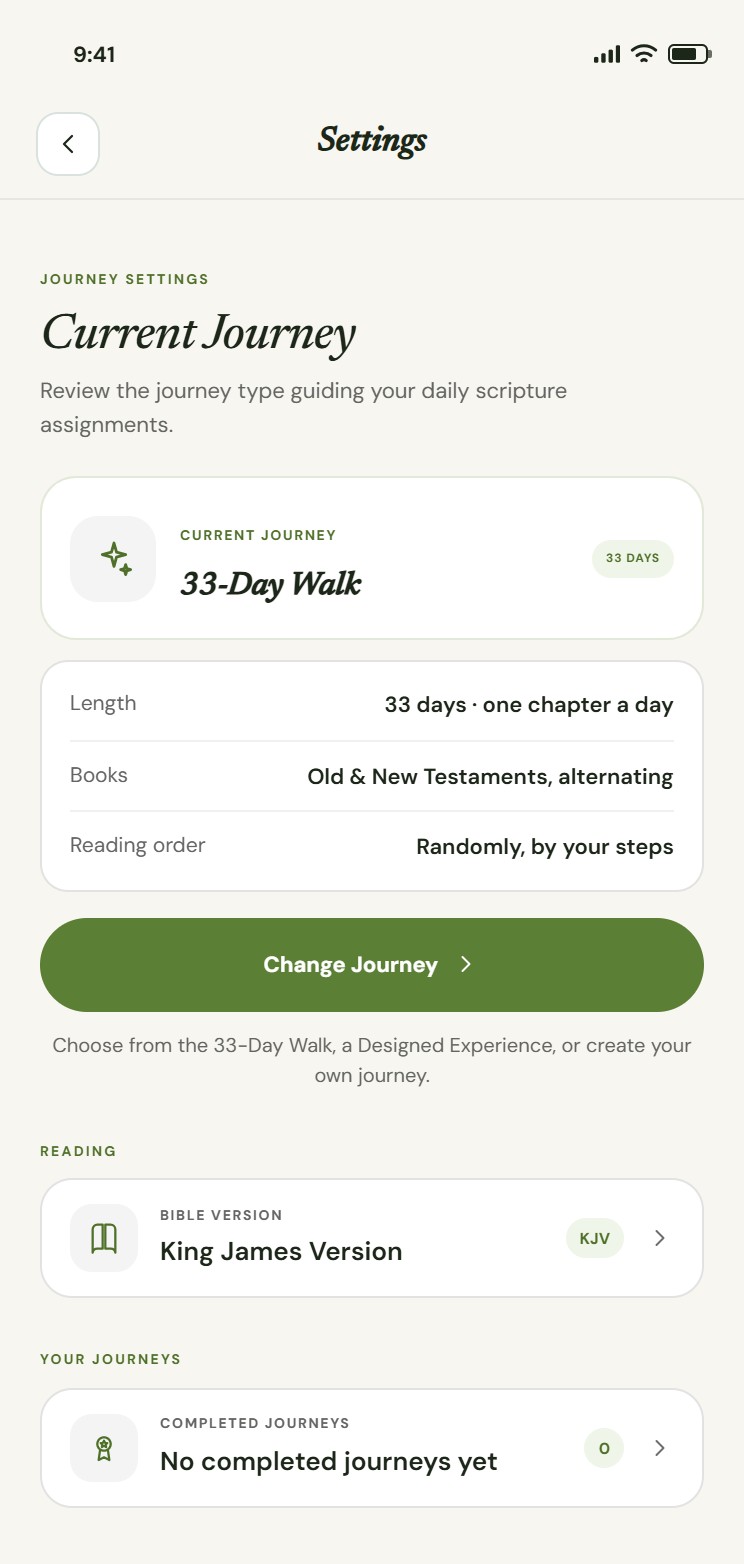 9:41
Settings
JOURNEY SETTINGS
Current Journey
Review the journey type guiding your daily scripture
assignments.
CURRENT JOURNEY
33-Day Walk
33 DAYS
Length
33 days · one chapter a day
Books
Old & New Testaments, alternating
Reading order
Randomly, by your steps
Change Journey
Choose from the 33-Day Walk, a Designed Experience, or create your
own journey.
READING
BIBLE VERSION
King James Version
KJV
YOUR JOURNEYS
COMPLETED JOURNEYS
No completed journeys yet
0